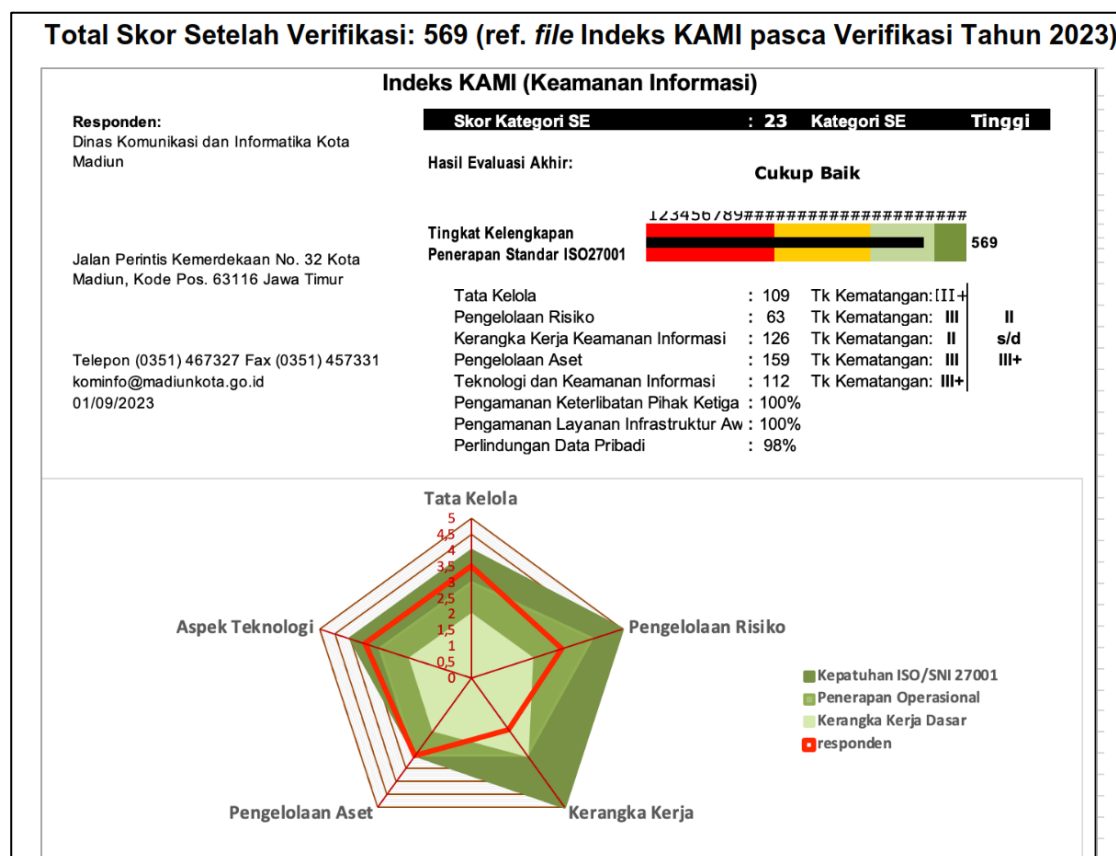 Total Skor Setelah Verifikasi: 569 (ref. file Indeks KAMI pasca Verifikasi Tahun 2023)
Indeks KAMI (Keamanan Informasi)
Responden:
Dinas Komunikasi dan Informatika Kota
Madiun
Jalan Perintis Kemerdekaan No. 32 Kota
Madiun, Kode Pos. 63116 Jawa Timur
Telepon (0351) 467327 Fax (0351) 457331
kominfo@madiunkota.go.id
01/09/2023
Skor Kategori SE : 23 Kategori SE Tinggi
Hasil Evaluasi Akhir:
Cukup Baik
123456789#####################
Tingkat Kelengkapan
Penerapan Standar ISO27001
569
Tata Kelola : 109 Tk Kematangan: III+
Pengelolaan Risiko : 63 Tk Kematangan: III II
Kerangka Kerja Keamanan Informasi : 126 Tk Kematangan: II s/d
Pengelolaan Aset : 159 Tk Kematangan: III III+
Teknologi dan Keamanan Informasi : 112 Tk Kematangan: III+
Pengamanan Keterlibatan Pihak Ketiga : 100%
Pengamanan Layanan Infrastruktur Aw : 100%
Perlindungan Data Pribadi : 98%
Tata Kelola
5
4,5
4
3,5
3
2,5
2
1,5
1
0,5
0
Aspek Teknologi
Pengelolaan Risiko
Pengelolaan Aset
Kerangka Kerja
Kepatuhan ISO/SNI 27001
Penerapan Operasional
Kerangka Kerja Dasar
responden